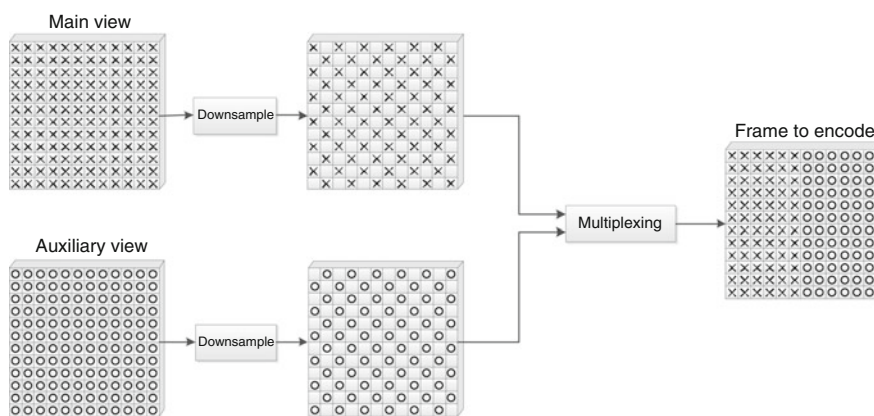 Main view
Downsample
Frame to encode
Multiplexing
Auxiliary view
Downsample